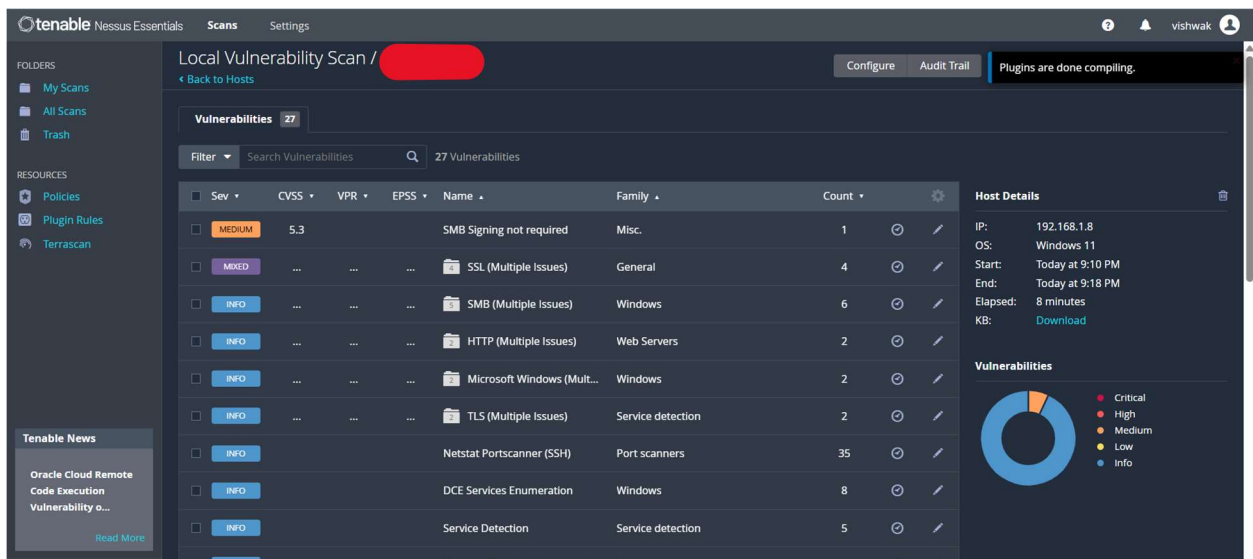 tenable Nessus Essentials Scans Settings vishwak
FOLDERS
My Scans
All Scans
Trash
RESOURCES
Policies
Plugin Rules
Terrascan
Tenable News
Oracle Cloud Remote
Code Execution
Vulnerability o...
Read More
Local Vulnerability Scan /
Back to Hosts
Configure Audit Trail
Plugins are done compiling.
Vulnerabilities 27
Filter Search Vulnerabilities 27 Vulnerabilities
Sev CVSS VPR EPSS Name Family Count
MEDIUM 5.3 SMB Signing not required Misc. 1
MIXED ... ... ... 4 SSL (Multiple Issues) General 4
INFO ... ... ... 5 SMB (Multiple Issues) Windows 6
INFO ... ... ... 2 HTTP (Multiple Issues) Web Servers 2
INFO ... ... ... 2 Microsoft Windows (Mult... Windows 2
INFO ... ... ... 2 TLS (Multiple Issues) Service detection 2
INFO Netstat Portscanner (SSH) Port scanners 35
INFO DCE Services Enumeration Windows 8
INFO Service Detection Service detection 5
Host Details
IP: 192.168.1.8
OS: Windows 11
Start: Today at 9:10 PM
End: Today at 9:18 PM
Elapsed: 8 minutes
KB: Download
Vulnerabilities
Critical
High
Medium
Low
Info